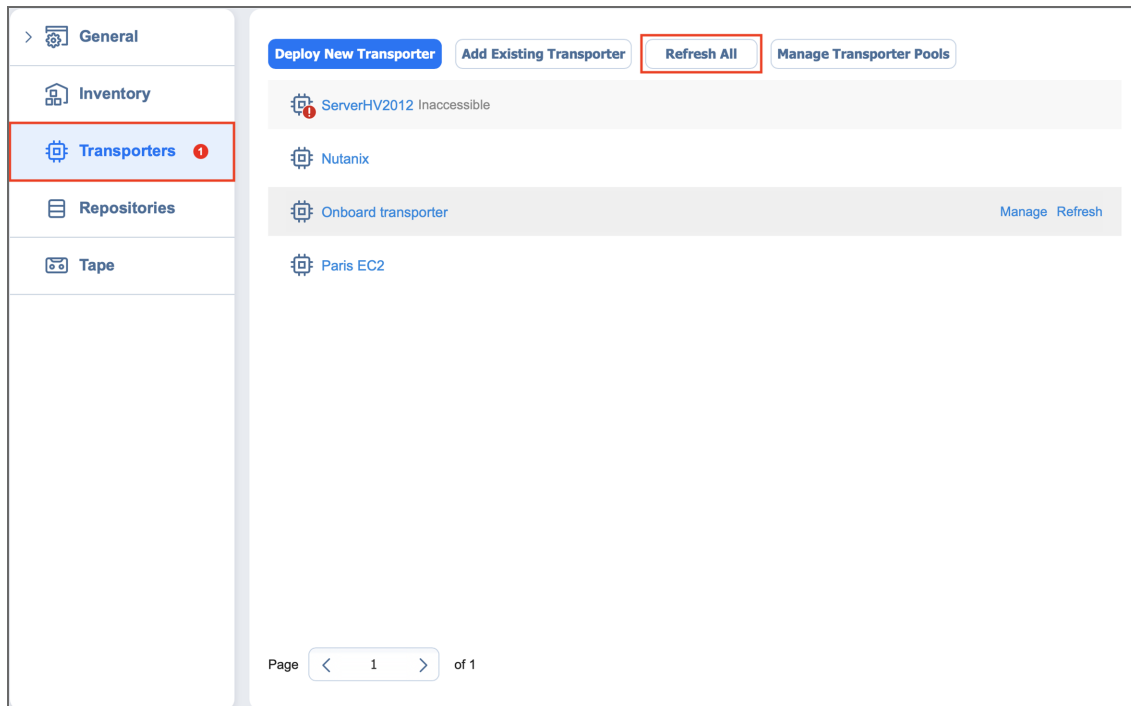 General
Inventory
Transporters 1
Repositories
Tape
Deploy New Transporter Add Existing Transporter Refresh All Manage Transporter Pools
ServerHV2012 Inaccessible
Nutanix
Onboard transporter Manage Refresh
Paris EC2
Page 1 of 1